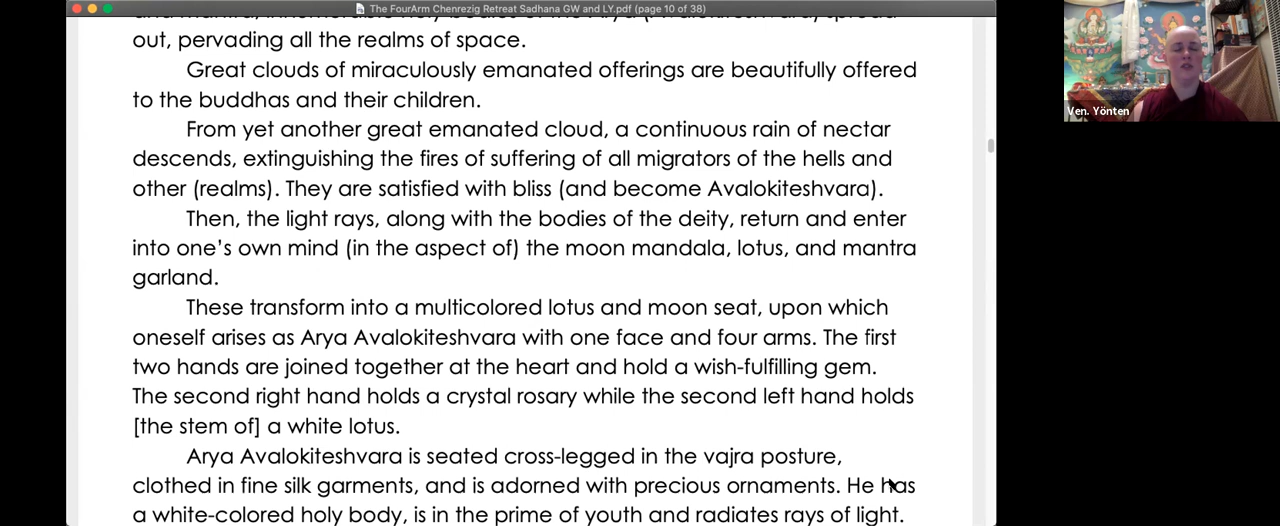 The FourArm Chenrezig Retreat Sadhana GW and LY.pdf (page 10 of 38)
out, pervading all the realms of space.
Great clouds of miraculously emanated offerings are beautifully offered
to the buddhas and their children.
From yet another great emanated cloud, a continuous rain of nectar
descends, extinguishing the fires of suffering of all migrators of the hells and
other (realms). They are satisfied with bliss (and become Avalokiteshvara).
Then, the light rays, along with the bodies of the deity, return and enter
into one’s own mind (in the aspect of) the moon mandala, lotus, and mantra
garland.
These transform into a multicolored lotus and moon seat, upon which
oneself arises as Arya Avalokiteshvara with one face and four arms. The first
two hands are joined together at the heart and hold a wish-fulfilling gem.
The second right hand holds a crystal rosary while the second left hand holds
[the stem of] a white lotus.
Arya Avalokiteshvara is seated cross-legged in the vajra posture,
clothed in fine silk garments, and is adorned with precious ornaments. He has
a white-colored holy body, is in the prime of youth and radiates rays of light.
Ven. Yönten